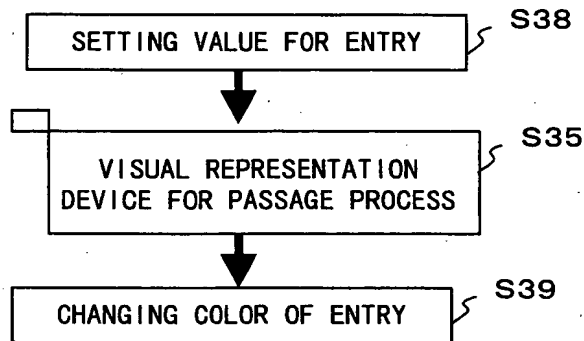 SETTING VALUE FOR ENTRY
S38
VISUAL REPRESENTATION
DEVICE FOR PASSAGE PROCESS
S35
CHANGING COLOR OF ENTRY
S39